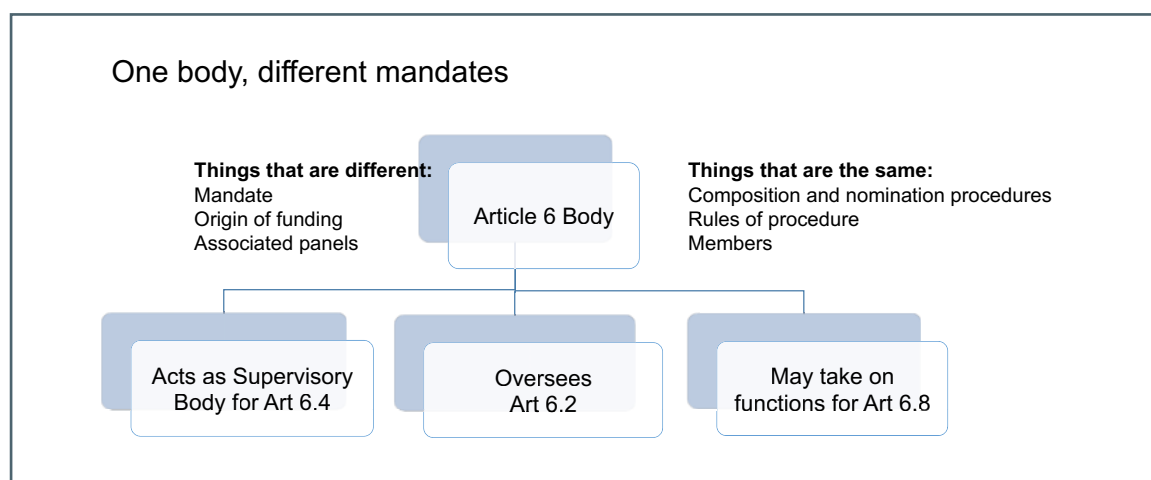 One body, different mandates
Things that are different:
Mandate
Origin of funding
Associated panels
Article 6 Body
Things that are the same:
Composition and nomination procedures
Rules of procedure
Members
Acts as Supervisory
Body for Art 6.4
Oversees
Art 6.2
May take on
functions for Art 6.8